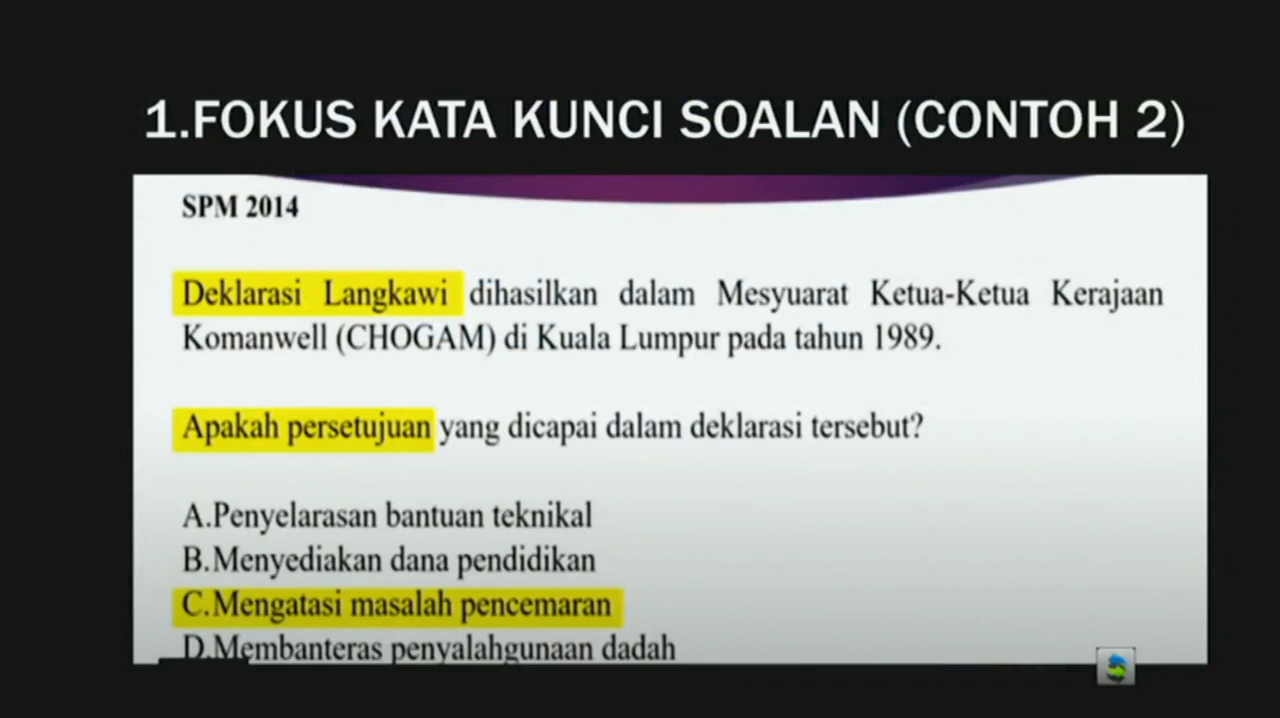 1.FOKUS KATA KUNCI SOALAN (CONTOH 2)
SPM 2014
Deklarasi Langkawi dihasilkan dalam Mesyuarat Ketua-Ketua Kerajaan
Komanwell (CHOGAM) di Kuala Lumpur pada tahun 1989.
Apakah persetujuan yang dicapai dalam deklarasi tersebut?
A.Penyelarasan bantuan teknikal
B.Menyediakan dana pendidikan
C.Mengatasi masalah pencemaran
D.Membanteras penyalahgunaan dadah